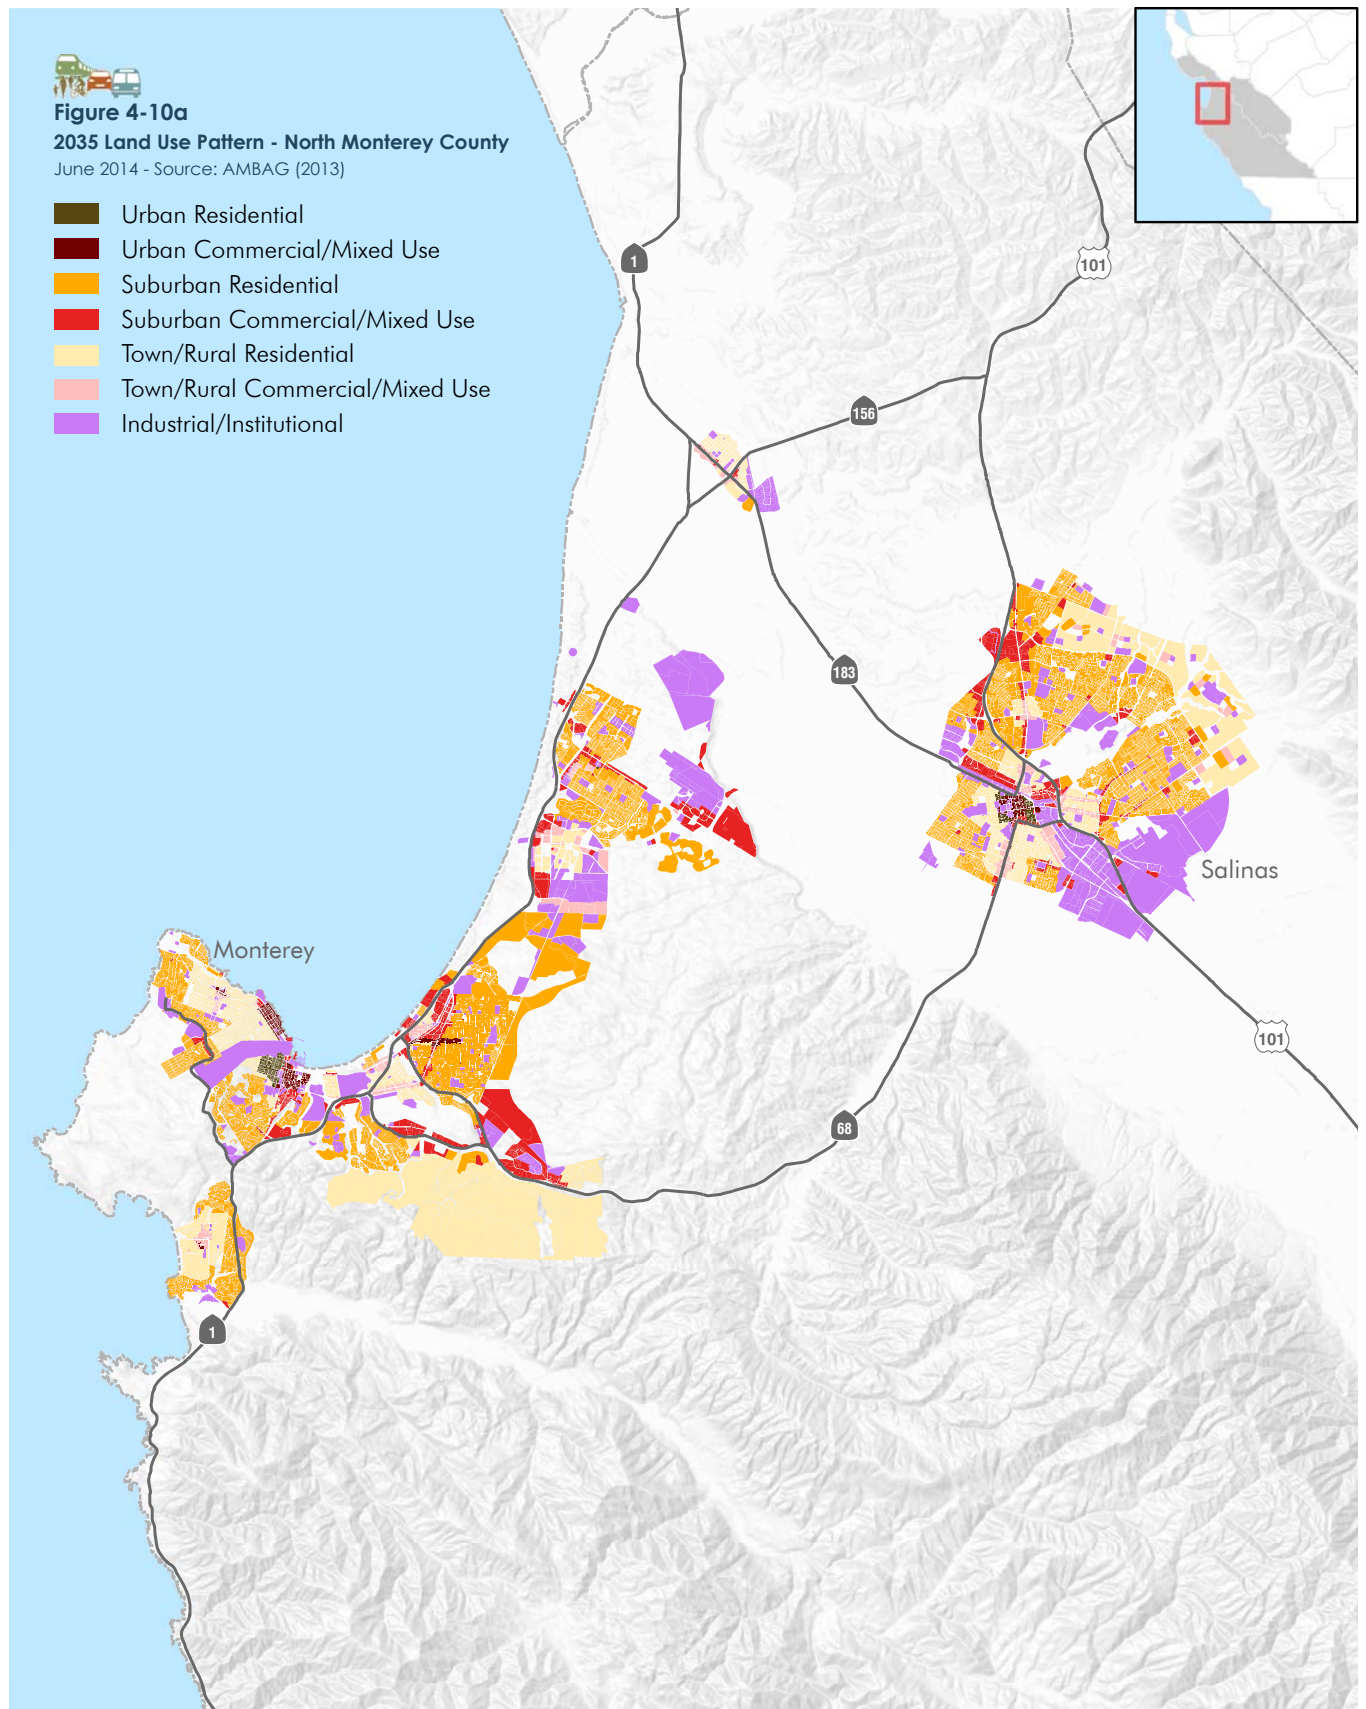 Figure 4-10a
2035 Land Use Pattern - North Monterey County
June 2014 - Source: AMBAG (2013)
Urban Residential
Urban Commercial/Mixed Use
Suburban Residential
Suburban Commercial/Mixed Use
Town/Rural Residential
Town/Rural Commercial/Mixed Use
Industrial/Institutional
1
101
156
183
Salinas
Monterey
101
68
1